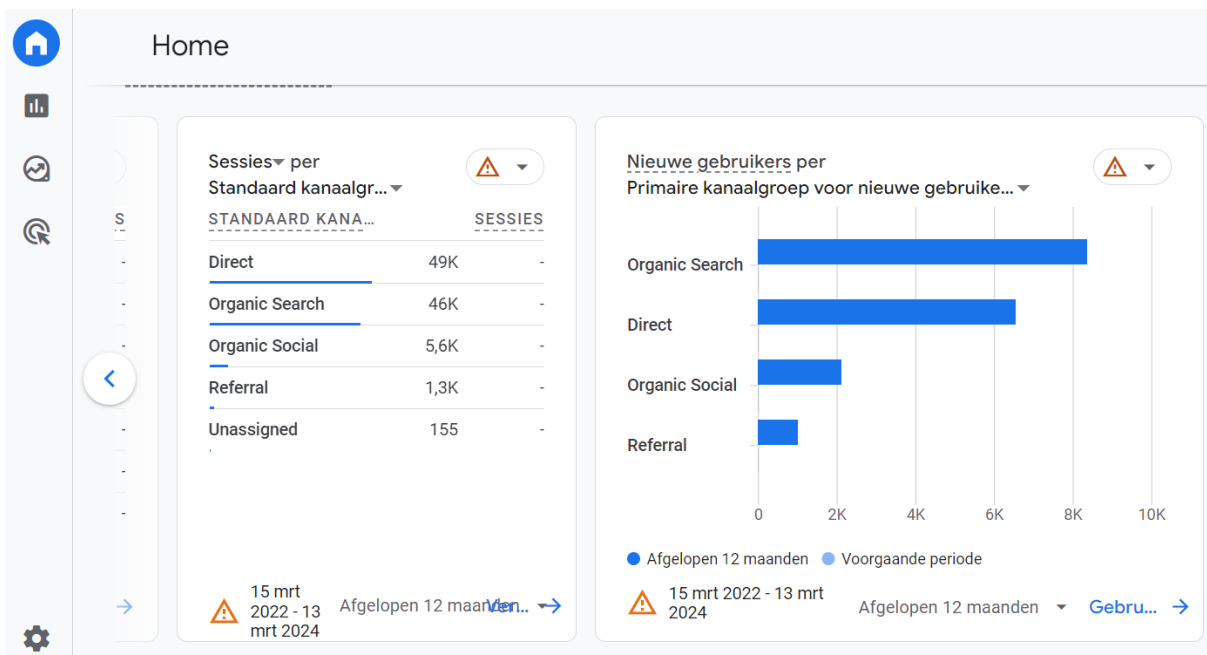 Home
S
Sessies per
Standaard kanaalgr...
STANDAARD KANA... SESSIES
Direct 49K -
Organic Search 46K -
Organic Social 5,6K -
Referral 1,3K -
Unassigned 155 -
15 mrt
2022 - 13
mrt 2024
Afgelopen 12 maanden
Ver...
Nieuwe gebruikers per
Primaire kanaalgroep voor nieuwe gebruike...
Organic Search
Direct
Organic Social
Referral
0 2K 4K 6K 8K 10K
Afgelopen 12 maanden Voorgaande periode
15 mrt 2022 - 13 mrt
2024
Afgelopen 12 maanden
Gebru...